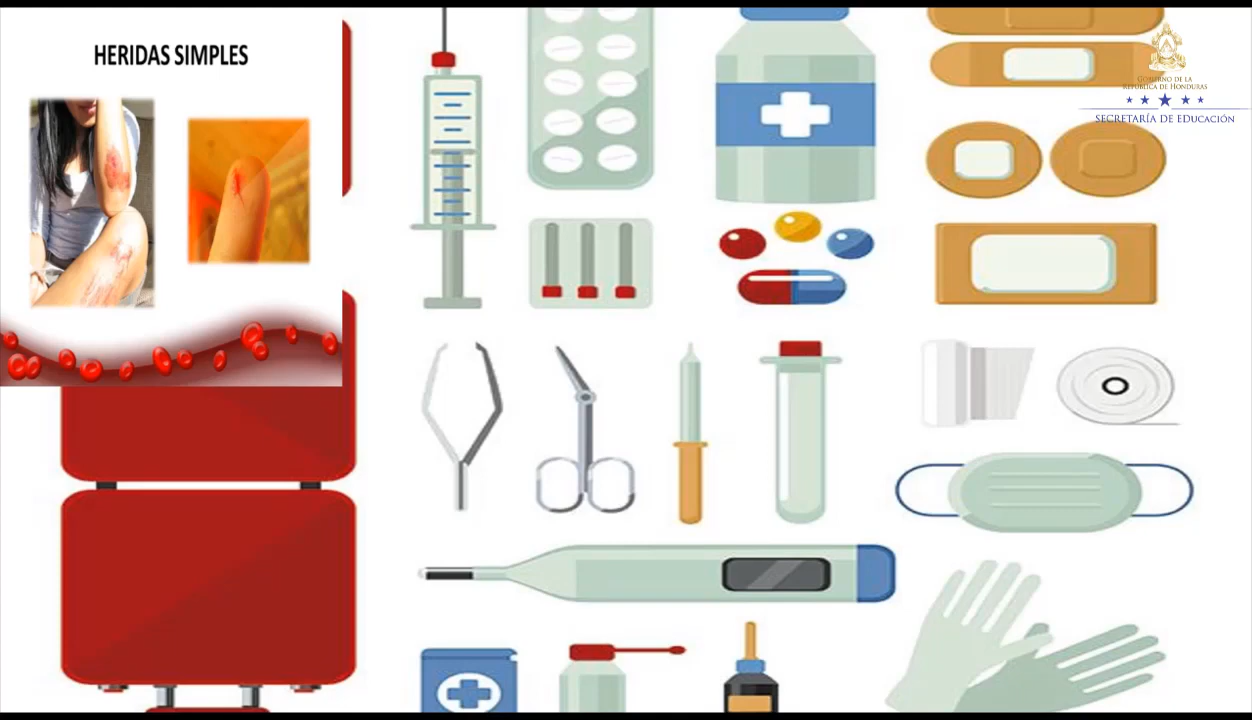 HERIDAS SIMPLES
GOBIERNO DE LA
REPÚBLICA DE HONDURAS
SECRETARÍA DE EDUCACIÓN